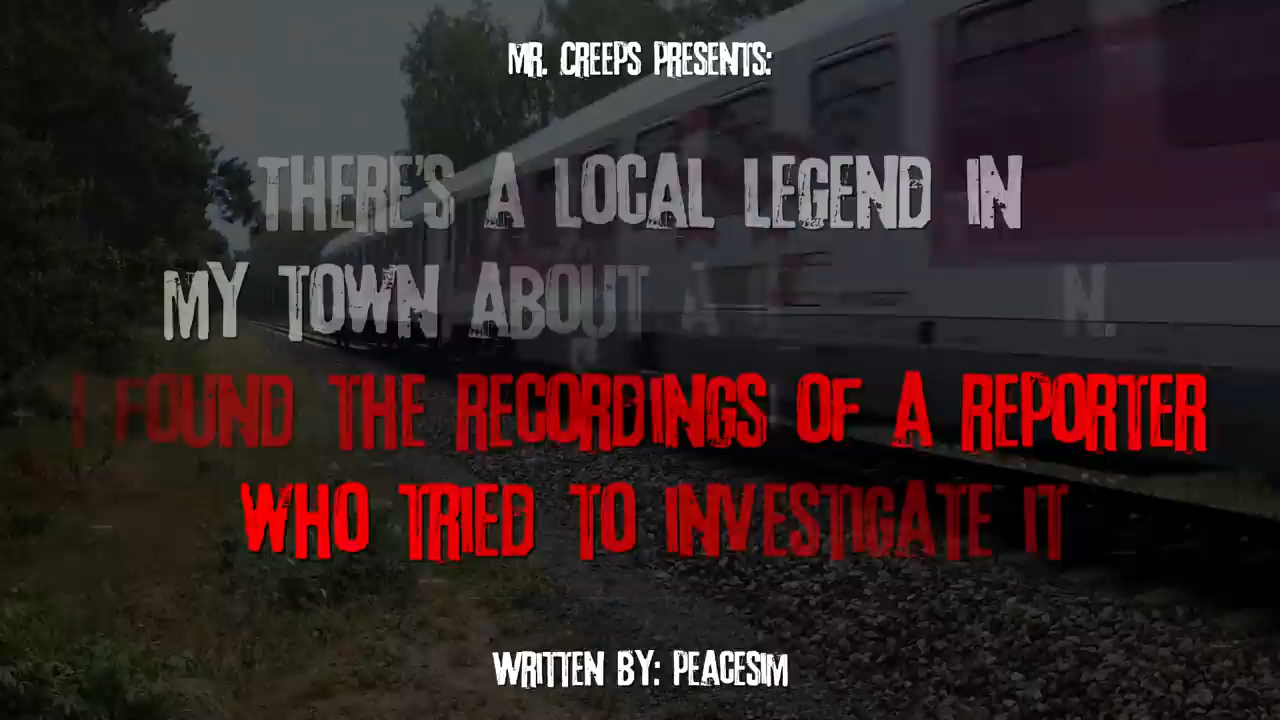 MR. CREEPS PRESENTS:
THERE'S A LOCAL LEGEND IN
MY TOWN ABOUT A
I FOUND THE RECORDINGS OF A REPORTER
WHO TRIED TO INVESTIGATE IT
WRITTEN BY: PEACESIM